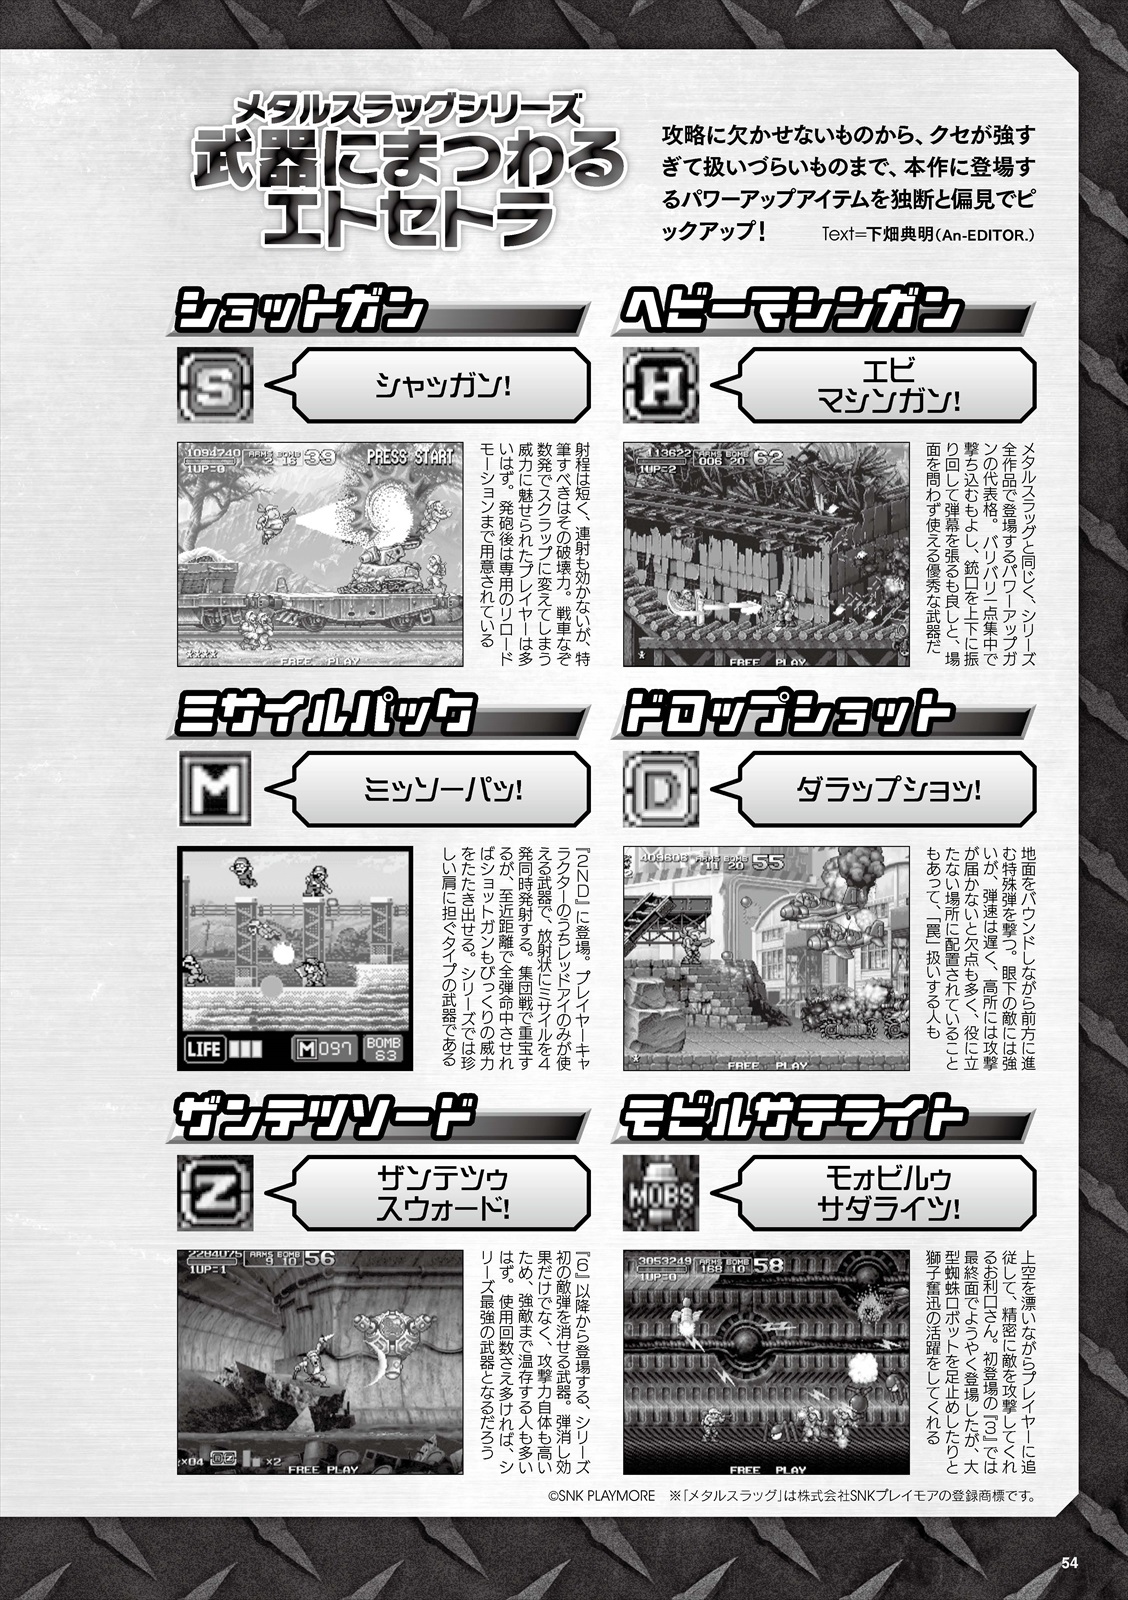 メタルスラッグシリーズ
武器にまつわる
エトセトラ
攻略に欠かせないものから、クセが強す
ぎて扱いづらいものまで、本作に登場す
るパワーアップアイテムを独断と偏見でピ
ックアップ！
Text=下畑典明（An-EDITOR.）
ショットガン
S
シャッガン!
1094740
ARMS BOMB
2 16
39
PRESS START
1UP=0
FREE PLAY
射程は短く、連射も効かないが、特
筆すべきはその破壊力。戦車なぞ
数発でスクラップに変えてしまう
威力に魅せられたプレイヤーは多
いはず。発砲後は専用のリロード
モーションまで用意されている
ヘビーマシンガン
H
エビ
マシンガン!
113622
ARMS BOMB
006 20
62
1UP=2
FREE PLAY
メタルスラッグと同じく、シリーズ
全作品で登場するパワーアップガ
ンの代表格。バリバリ一点集中で
撃ち込むもよし、銃口を上下に振
り回して弾幕を張るも良しと、場
面を問わず使える優秀な武器だ
ミサイルパック
M
ミッソーパッ!
LIFE
M097
BOMB
83
『2ND』に登場。プレイヤーキャ
ラクターのうちレッドアイのみが使
える武器で、放射状にミサイルを4
発同時発射する。集団戦で重宝す
るが、至近距離で全弾命中させれ
ばショットガンもびっくりの威力
をたたき出せる。シリーズでは珍
しい肩に担ぐタイプの武器である
ドロップショット
D
ダラップショッ!
409606
ARMS BOMB
11 20
55
FREE PLAY
地面をバウンドしながら前方に進
む特殊弾を撃つ。眼下の敵には強
いが、弾速は遅く、高所には攻撃
が届かないと欠点も多く、役に立
たない場所に配置されていること
もあって、「罠」扱いする人も
ザンテツソード
Z
ザンテツゥ
スウォード!
2284075
ARMS BOMB
9 10
56
1UP=1
×04
×2
FREE PLAY
『6』以降から登場する、シリーズ
初の敵弾を消せる武器。弾消し効
果だけでなく、攻撃力自体も高い
ため、強敵まで温存する人も多い
はず。使用回数さえ多ければ、シ
リーズ最強の武器となるだろう
モビルサテライト
MOBS
モォビルゥ
サダライツ!
3053249
ARMS BOMB
168 10
58
1UP=0
FREE PLAY
上空を漂いながらプレイヤーに追
従して、精密に敵を攻撃してくれ
るお利口さん。初登場の『3』では
最終面でようやく登場したが、大
型蜘蛛ロボットを足止めしたりと
獅子奮迅の活躍をしてくれる
©SNK PLAYMORE　※「メタルスラッグ」は株式会社SNKプレイモアの登録商標です。
54